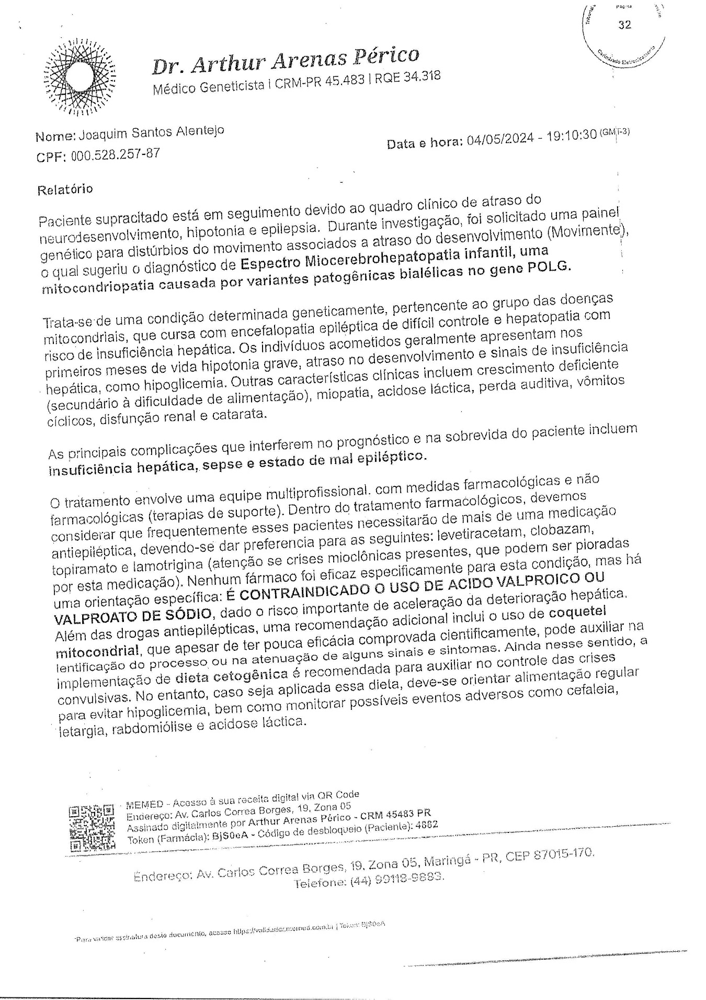 Página
32
Carimbado Eletronicamente
Dr. Arthur Arenas Périco
Médico Geneticista | CRM-PR 45.483 | RQE 34.318
Nome: Joaquim Santos Alentejo
CPF: 000.528.257-87
Data e hora: 04/05/2024 - 19:10:30 (GMT-3)
Relatório
Paciente supracitado está em seguimento devido ao quadro clínico de atraso do
neurodesenvolvimento, hipotonia e epilepsia. Durante investigação, foi solicitado uma painel
genético para distúrbios do movimento associados a atraso do desenvolvimento (Movimente),
o qual sugeriu o diagnóstico de Espectro Miocerebrohepatopatia infantil, uma
mitocondriopatia causada por variantes patogênicas bialélicas no gene POLG.
Trata-se de uma condição determinada geneticamente, pertencente ao grupo das doenças
mitocondriais, que cursa com encefalopatia epiléptica de difícil controle e hepatopatia com
risco de insuficiência hepática. Os indivíduos acometidos geralmente apresentam nos
primeiros meses de vida hipotonia grave, atraso no desenvolvimento e sinais de insuficiência
hepática, como hipoglicemia. Outras características clínicas incluem crescimento deficiente
(secundário à dificuldade de alimentação), miopatia, acidose láctica, perda auditiva, vômitos
cíclicos, disfunção renal e catarata.
As principais complicações que interferem no prognóstico e na sobrevida do paciente incluem
insuficiência hepática, sepse e estado de mal epiléptico.
O tratamento envolve uma equipe multiprofissional. com medidas farmacológicas e não
farmacológicas (terapias de suporte). Dentro do tratamento farmacológicos, devemos
considerar que frequentemente esses pacientes necessitarão de mais de uma medicação
antiepiléptica, devendo-se dar preferencia para as seguintes: levetiracetam, clobazam,
topiramato e lamotrigina (atenção se crises mioclônicas presentes, que podem ser pioradas
por esta medicação). Nenhum fármaco foi eficaz especificamente para esta condição, mas há
uma orientação específica: É CONTRAINDICADO O USO DE ACIDO VALPROICO OU
VALPROATO DE SÓDIO, dado o risco importante de aceleração da deterioração hepática.
Além das drogas antiepilépticas, uma recomendação adicional inclui o uso de coquetel
mitocondrial, que apesar de ter pouca eficácia comprovada cientificamente, pode auxiliar na
lentificação do processo ou na atenuação de alguns sinais e sintomas. Ainda nesse sentido, a
implementação de dieta cetogênica é recomendada para auxiliar no controle das crises
convulsivas. No entanto, caso seja aplicada essa dieta, deve-se orientar alimentação regular
para evitar hipoglicemia, bem como monitorar possíveis eventos adversos como cefaleia,
letargia, rabdomiólise e acidose láctica.
MEMED - Acesso à sua receita digital via QR Code
Endereço: Av. Carlos Correa Borges, 19, Zona 05
Assinado digitalmente por Arthur Arenas Périco - CRM 45483 PR
Token (Farmácia): BjS0eA - Código de desbloqueio (Paciente): 4882
Endereço: Av. Carlos Correa Borges, 19, Zona 05, Maringá - PR, CEP 87015-170.
Telefone: (44) 99118-9883.
*Para validar assinatura deste documento, acesse https://validador.memed.com.br | Token: BjS0eA